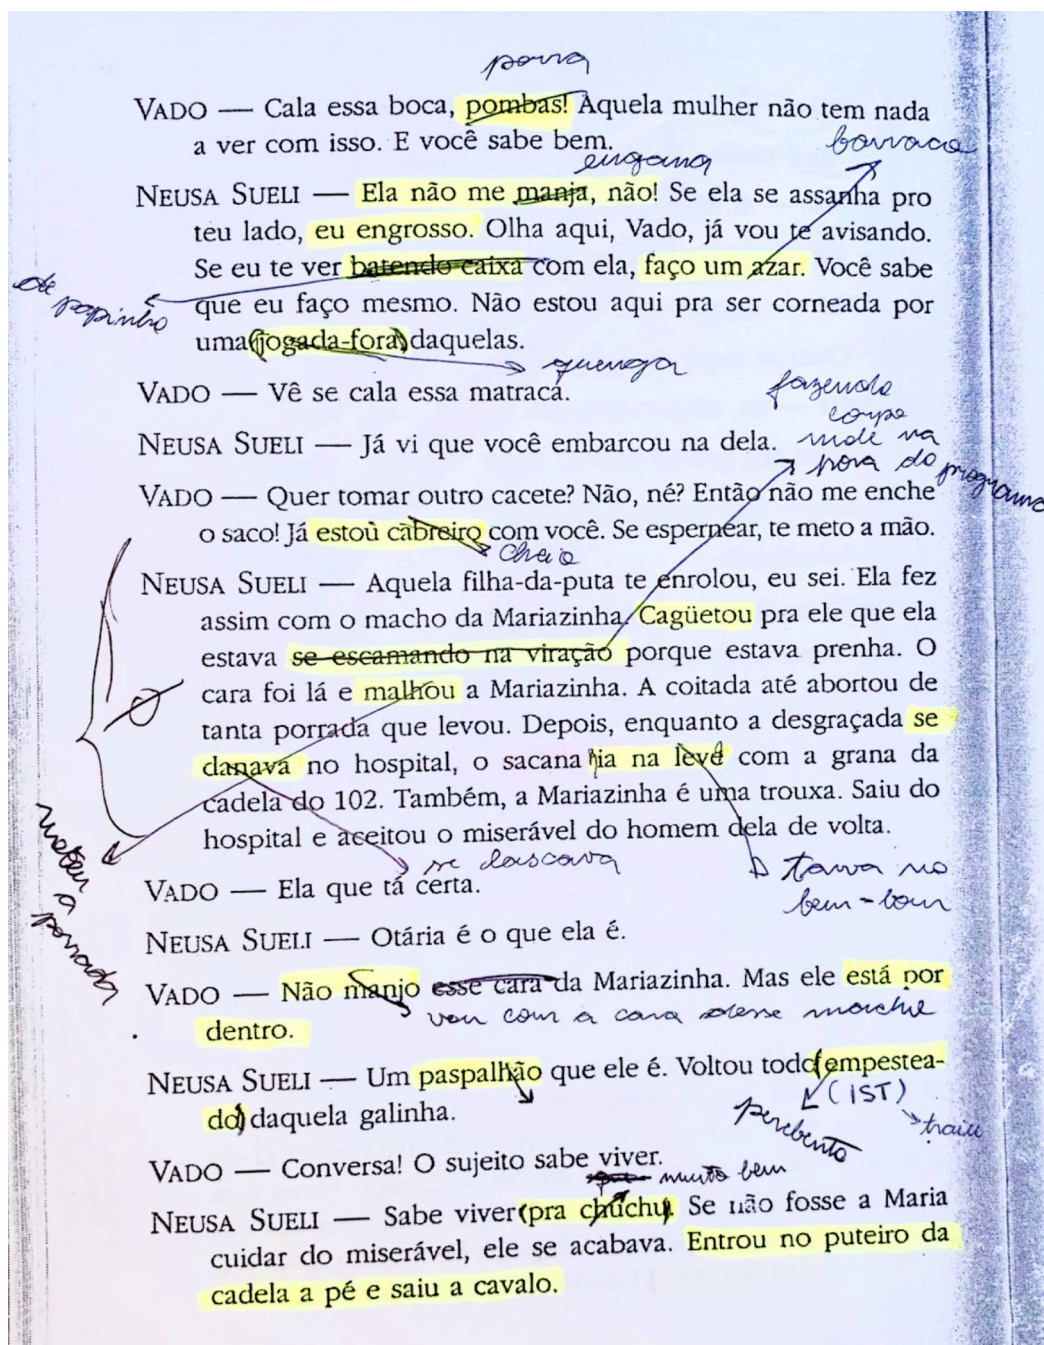 porra
VADO — Cala essa boca, pombas! Aquela mulher não tem nada
a ver com isso. E você sabe bem.
barraco
engana
NEUSA SUELI — Ela não me manja, não! Se ela se assanha pro
teu lado, eu engrosso. Olha aqui, Vado, já vou te avisando.
Se eu te ver batendo caixa com ela, faço um azar. Você sabe
de papinho
que eu faço mesmo. Não estou aqui pra ser corneada por
uma (jogada-fora) daquelas.
quenga
VADO — Vê se cala essa matraca.
fazendo
corpo
NEUSA SUELI — Já vi que você embarcou na dela.
mole na
hora do programa
VADO — Quer tomar outro cacete? Não, né? Então não me enche
o saco! Já estou cabreiro com você. Se espernear, te meto a mão.
cheio
NEUSA SUELI — Aquela filha-da-puta te enrolou, eu sei. Ela fez
assim com o macho da Mariazinha. Cagüetou pra ele que ela
estava se escamando na viração porque estava prenha. O
cara foi lá e malhou a Mariazinha. A coitada até abortou de
tanta porrada que levou. Depois, enquanto a desgraçada se
danava no hospital, o sacana ia na leve com a grana da
cadela do 102. Também, a Mariazinha é uma trouxa. Saiu do
hospital e aceitou o miserável do homem dela de volta.
meteu a
porrada
se lascava
tava no
bem-bom
VADO — Ela que tá certa.
NEUSA SUELI — Otária é o que ela é.
VADO — Não manjo esse cara da Mariazinha. Mas ele está por
vou com a cara desse
dentro.
NEUSA SUELI — Um paspalhão que ele é. Voltou todo (empestea-
do) daquela galinha.
(IST)
perebento
traiu
VADO — Conversa! O sujeito sabe viver.
muito bem
NEUSA SUELI — Sabe viver (pra chuchu). Se não fosse a Maria
cuidar do miserável, ele se acabava. Entrou no puteiro da
cadela a pé e saiu a cavalo.